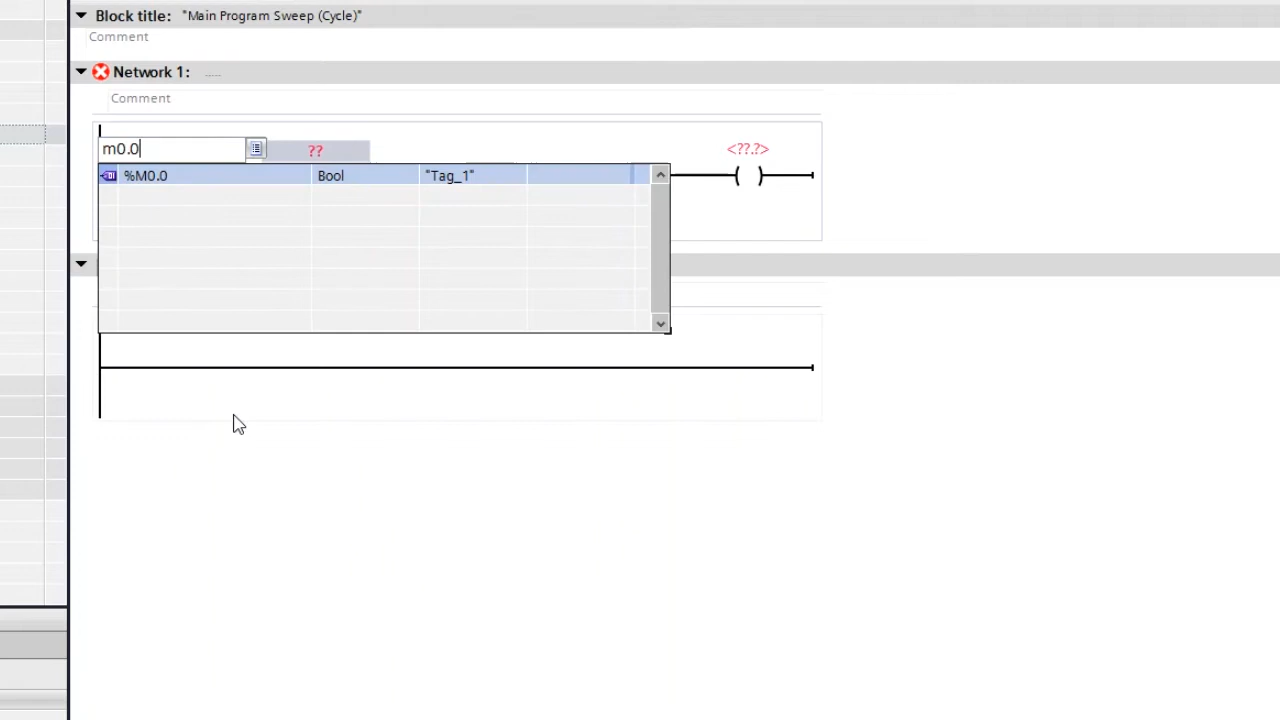 Block title: "Main Program Sweep (Cycle)"
Comment
Network 1: .....
Comment
m0.0 ?? <??.?>
%M0.0 Bool "Tag_1"